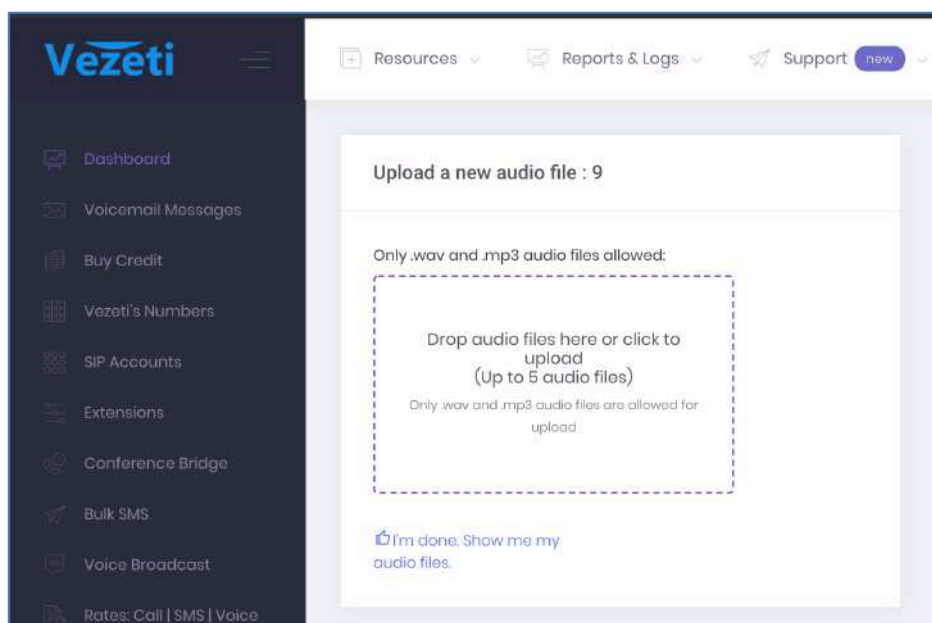 Vezeti
Resources
Reports & Logs
Support new
Dashboard
Voicemail Messages
Buy Credit
Vezeti's Numbers
SIP Accounts
Extensions
Conference Bridge
Bulk SMS
Voice Broadcast
Rates: Call | SMS | Voice
Upload a new audio file : 9
Only .wav and .mp3 audio files allowed:
Drop audio files here or click to
upload
(Up to 5 audio files)
Only .wav and .mp3 audio files are allowed for
upload
I'm done. Show me my
audio files.